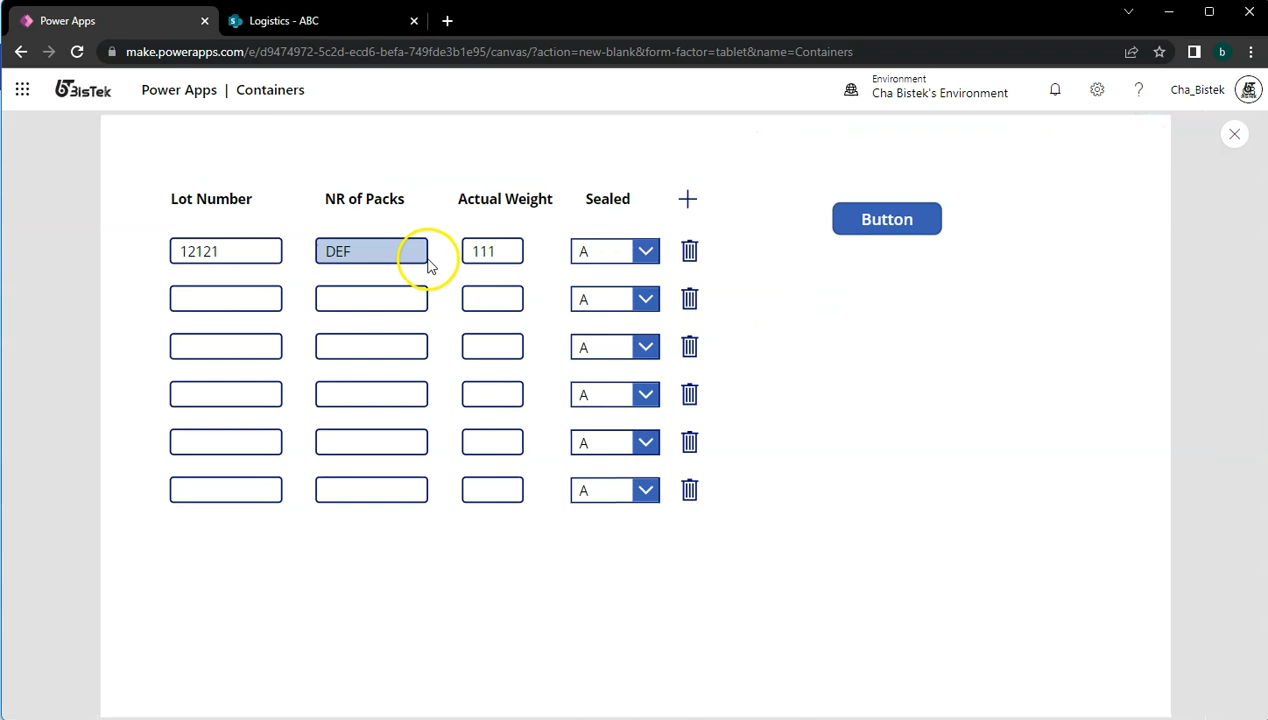 Power Apps
Logistics - ABC
make.powerapps.com/e/d9474972-5c2d-ecd6-befa-749fde3b1e95/canvas/?action=new-blank&form-factor=tablet&name=Containers
b
BisTek
Power Apps | Containers
Environment
Cha Bistek's Environment
?
Cha_Bistek
Lot Number NR of Packs Actual Weight Sealed
Button
12121 DEF 111 A
A
A
A
A
A